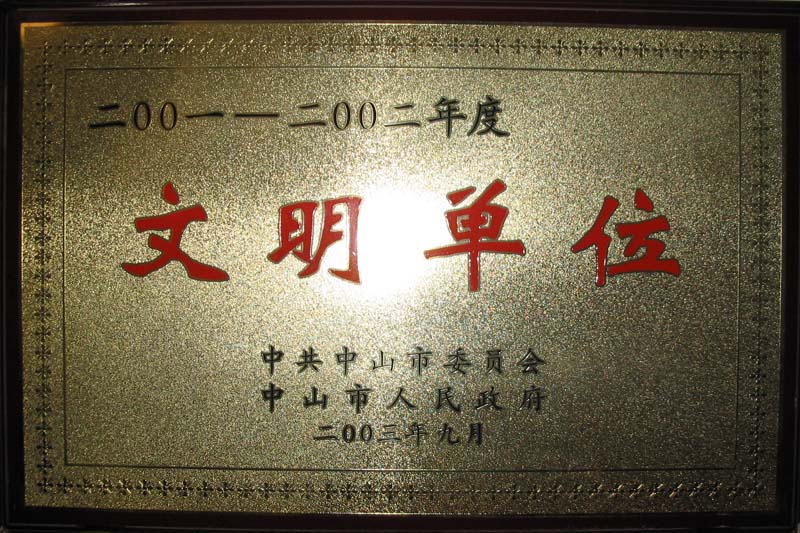 二00一—二00二年度
文明单位
中共中山市委员会
中山市人民政府
二00三年九月